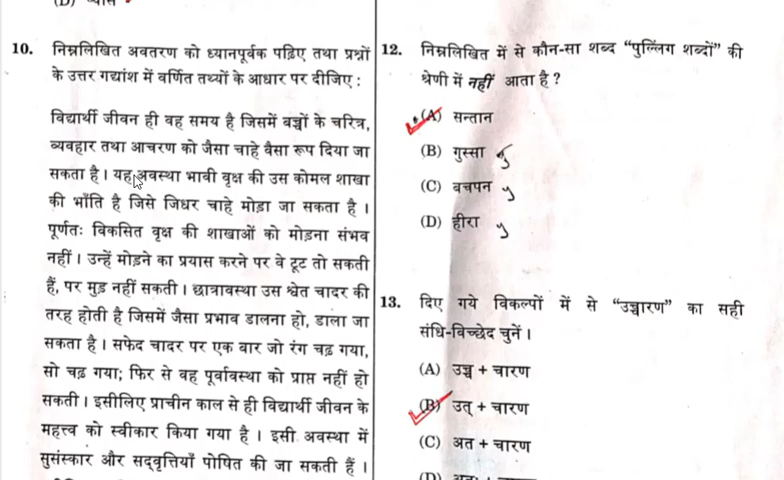 (D) व्यास
10. निम्नलिखित अवतरण को ध्यानपूर्वक पढ़िए तथा प्रश्नों
के उत्तर गद्यांश में वर्णित तथ्यों के आधार पर दीजिए :
विद्यार्थी जीवन ही वह समय है जिसमें बच्चों के चरित्र,
व्यवहार तथा आचरण को जैसा चाहे वैसा रूप दिया जा
सकता है । यह अवस्था भावी वृक्ष की उस कोमल शाखा
की भाँति है जिसे जिधर चाहे मोड़ा जा सकता है ।
पूर्णतः विकसित वृक्ष की शाखाओं को मोड़ना संभव
नहीं । उन्हें मोड़ने का प्रयास करने पर वे टूट तो सकती
हैं, पर मुड़ नहीं सकती । छात्रावस्था उस श्वेत चादर की
तरह होती है जिसमें जैसा प्रभाव डालना हो, डाला जा
सकता है । सफेद चादर पर एक बार जो रंग चढ़ गया,
सो चढ़ गया; फिर से वह पूर्वावस्था को प्राप्त नहीं हो
सकती । इसीलिए प्राचीन काल से ही विद्यार्थी जीवन के
महत्त्व को स्वीकार किया गया है । इसी अवस्था में
सुसंस्कार और सद्वृत्तियाँ पोषित की जा सकती हैं ।
12. निम्नलिखित में से कौन-सा शब्द “पुल्लिंग शब्दों” की
श्रेणी में नहीं आता है ?
(A) सन्तान
(B) गुस्सा
(C) बचपन
(D) हीरा
13. दिए गये विकल्पों में से “उच्चारण” का सही
संधि-विच्छेद चुनें ।
(A) उच्च + चारण
(B) उत् + चारण
(C) अत + चारण
(D)